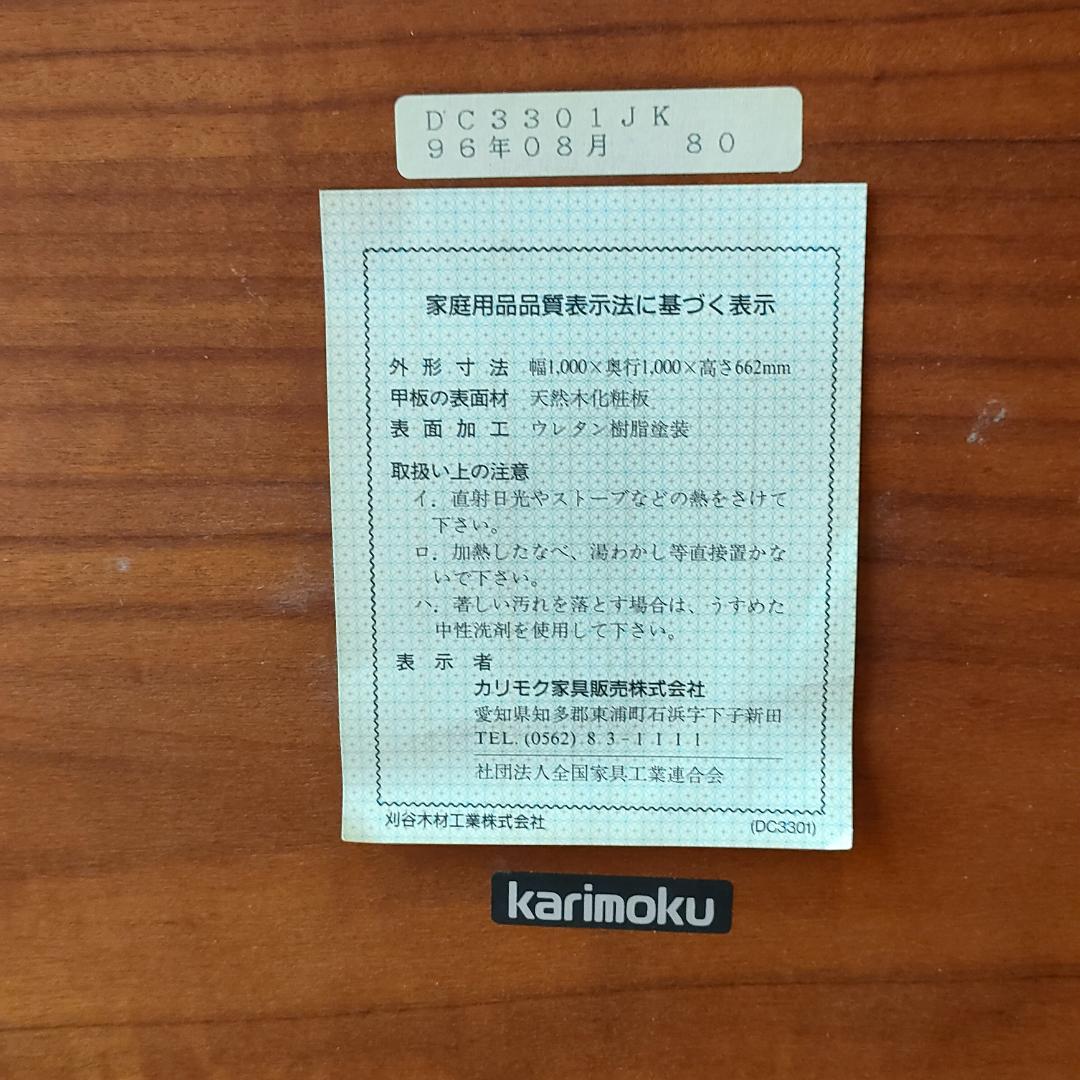 DC3301JK
96年08月 80
家庭用品品質表示法に基づく表示
外形寸法 幅1,000×奥行1,000×高さ662mm
甲板の表面材 天然木化粧板
表面加工 ウレタン樹脂塗装
取扱い上の注意
イ．直射日光やストーブなどの熱をさけて
下さい。
ロ．加熱したなべ、湯わかし等直接置かな
いで下さい。
ハ．著しい汚れを落とす場合は、うすめた
中性洗剤を使用して下さい。
表示者
カリモク家具販売株式会社
愛知県知多郡東浦町石浜字下子新田
TEL. (0562) 83-1111
社団法人全国家具工業連合会
刈谷木材工業株式会社 (DC3301)
karimoku